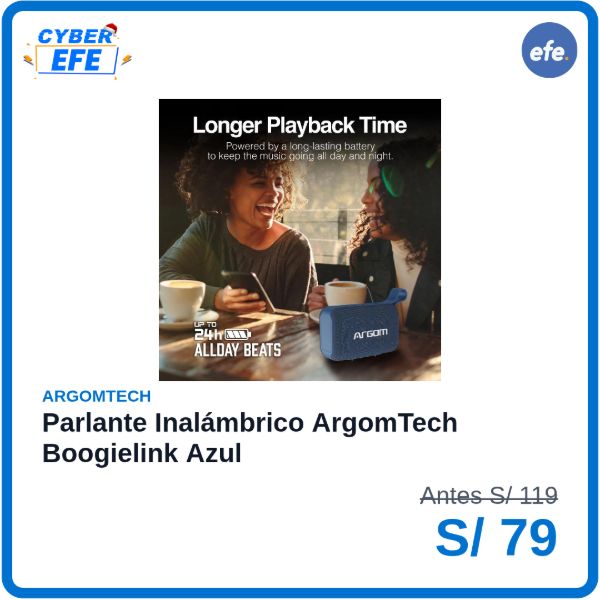 CYBER
EFE
efe.
Longer Playback Time
Powered by a long-lasting battery
to keep the music going all day and night.
UP TO
24h
ALLDAY BEATS
ARGOM
ARGOMTECH
Parlante Inalámbrico ArgomTech
Boogielink Azul
Antes S/ 119
S/ 79